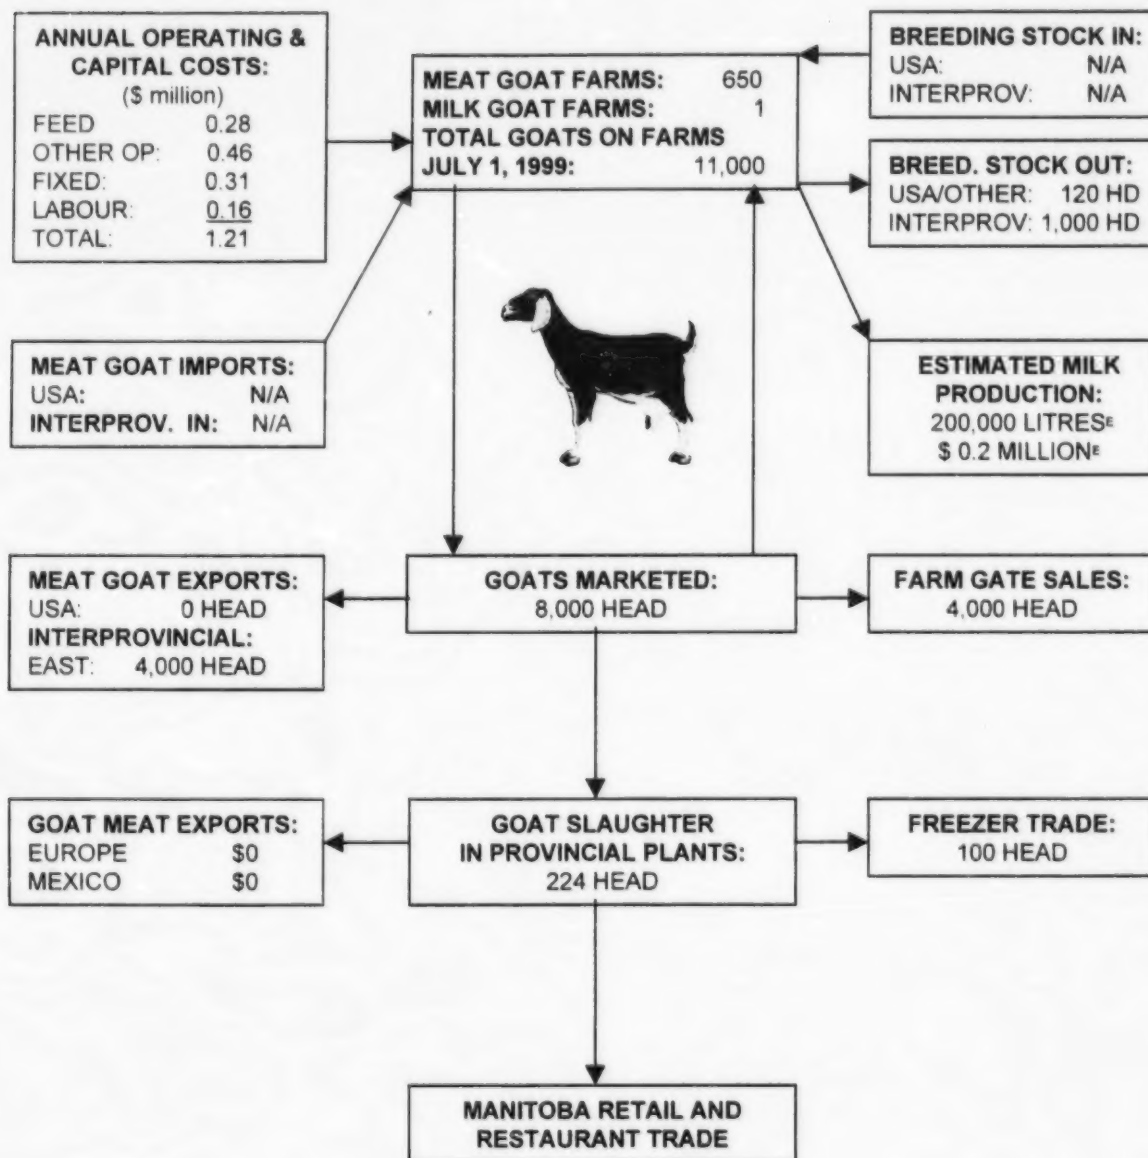 ANNUAL OPERATING &
CAPITAL COSTS:
($ million)
FEED 0.28
OTHER OP: 0.46
FIXED: 0.31
LABOUR: 0.16
TOTAL: 1.21
MEAT GOAT FARMS: 650
MILK GOAT FARMS: 1
TOTAL GOATS ON FARMS
JULY 1, 1999: 11,000
BREEDING STOCK IN:
USA: N/A
INTERPROV: N/A
BREED. STOCK OUT:
USA/OTHER: 120 HD
INTERPROV: 1,000 HD
MEAT GOAT IMPORTS:
USA: N/A
INTERPROV. IN: N/A
ESTIMATED MILK
PRODUCTION:
200,000 LITRESᴱ
$ 0.2 MILLIONᴱ
MEAT GOAT EXPORTS:
USA: 0 HEAD
INTERPROVINCIAL:
EAST: 4,000 HEAD
GOATS MARKETED:
8,000 HEAD
FARM GATE SALES:
4,000 HEAD
GOAT MEAT EXPORTS:
EUROPE $0
MEXICO $0
GOAT SLAUGHTER
IN PROVINCIAL PLANTS:
224 HEAD
FREEZER TRADE:
100 HEAD
MANITOBA RETAIL AND
RESTAURANT TRADE